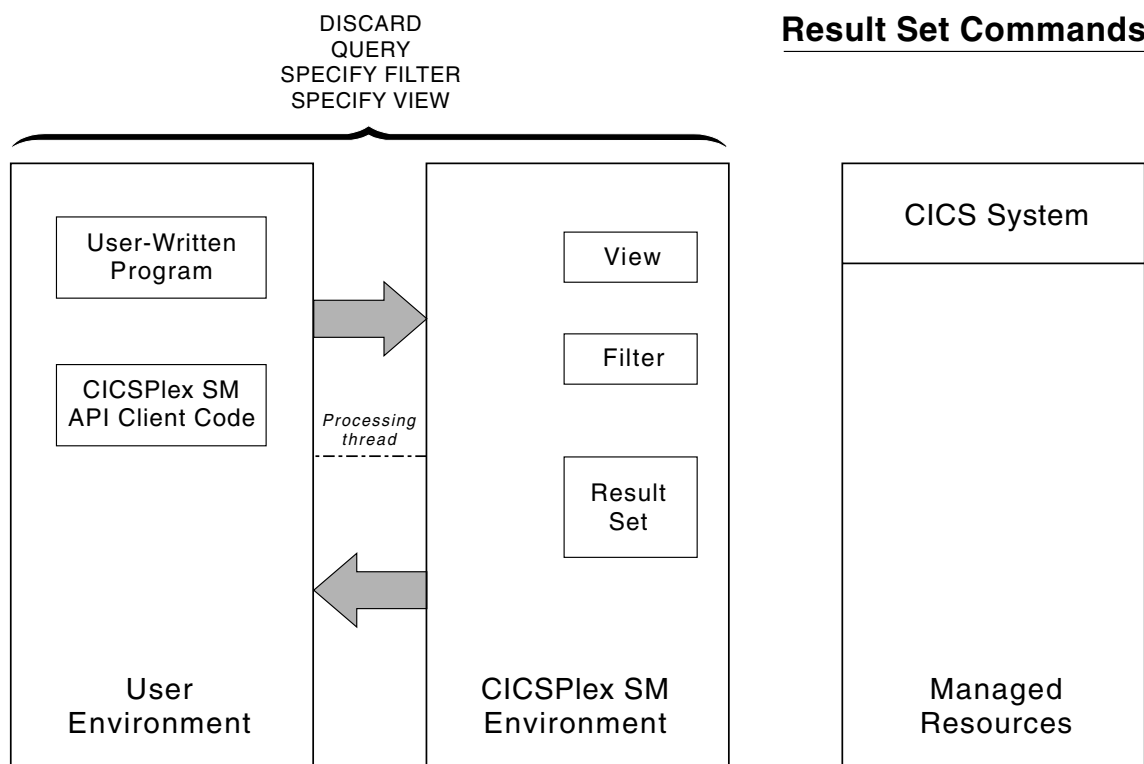 Result Set Commands
DISCARD
QUERY
SPECIFY FILTER
SPECIFY VIEW
User-Written
Program
CICSPlex SM
API Client Code
User
Environment
Processing
thread
View
Filter
Result
Set
CICSPlex SM
Environment
CICS System
Managed
Resources